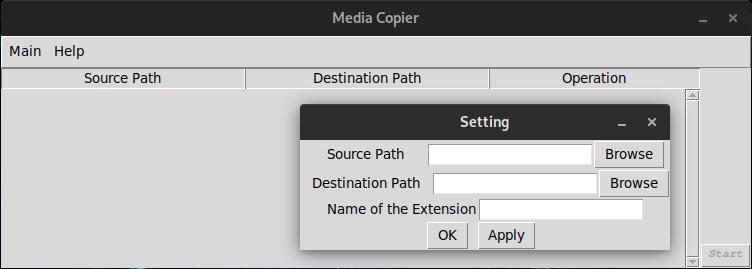 Media Copier
Main Help
Source Path Destination Path Operation
Setting
Source Path Browse
Destination Path Browse
Name of the Extension
OK Apply
Start